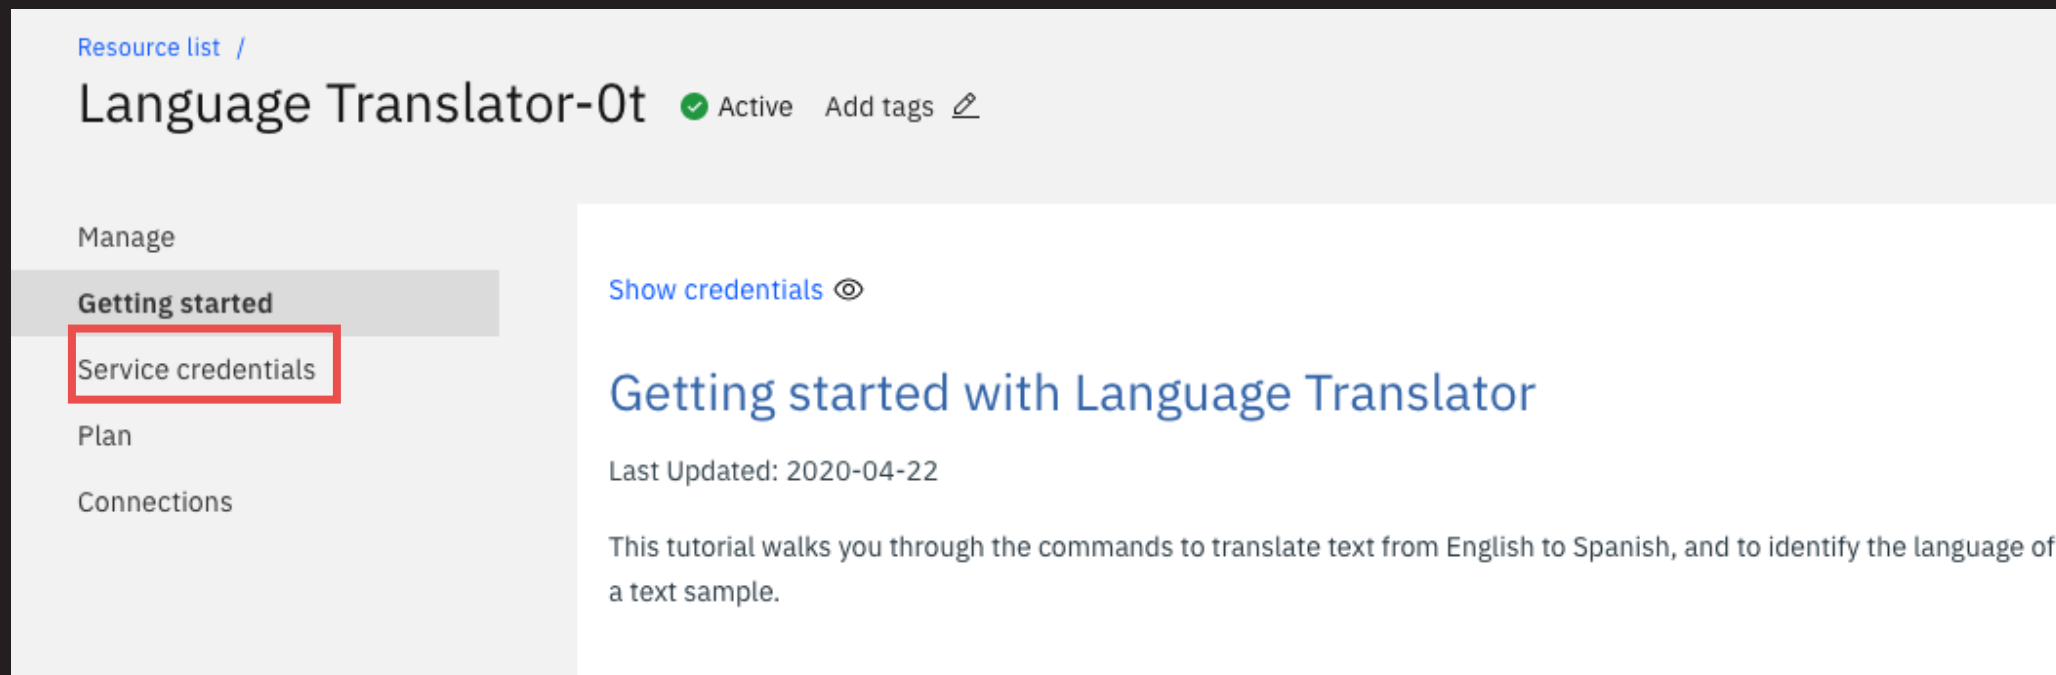 Resource list /
Language Translator-0t Active Add tags
Manage
Getting started
Service credentials
Plan
Connections
Show credentials
Getting started with Language Translator
Last Updated: 2020-04-22
This tutorial walks you through the commands to translate text from English to Spanish, and to identify the language of
a text sample.